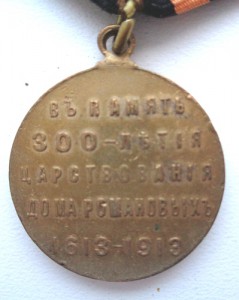 ВЪ ПАМЯТЬ
300-ЛѢТІЯ
ЦАРСТВОВАНІЯ
ДОМА РОМАНОВЫХЪ
1613-1913